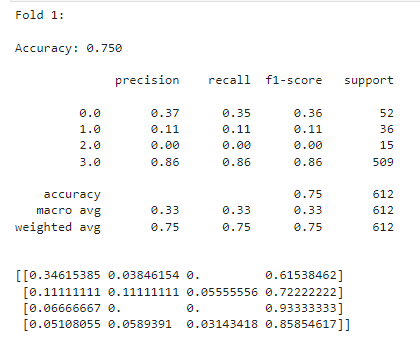 Fold 1:
Accuracy: 0.750
precision recall f1-score support
0.0 0.37 0.35 0.36 52
1.0 0.11 0.11 0.11 36
2.0 0.00 0.00 0.00 15
3.0 0.86 0.86 0.86 509
accuracy 0.75 612
macro avg 0.33 0.33 0.33 612
weighted avg 0.75 0.75 0.75 612
[[0.34615385 0.03846154 0. 0.61538462]
[0.11111111 0.11111111 0.05555556 0.72222222]
[0.06666667 0. 0. 0.93333333]
[0.05108055 0.0589391 0.03143418 0.85854617]]